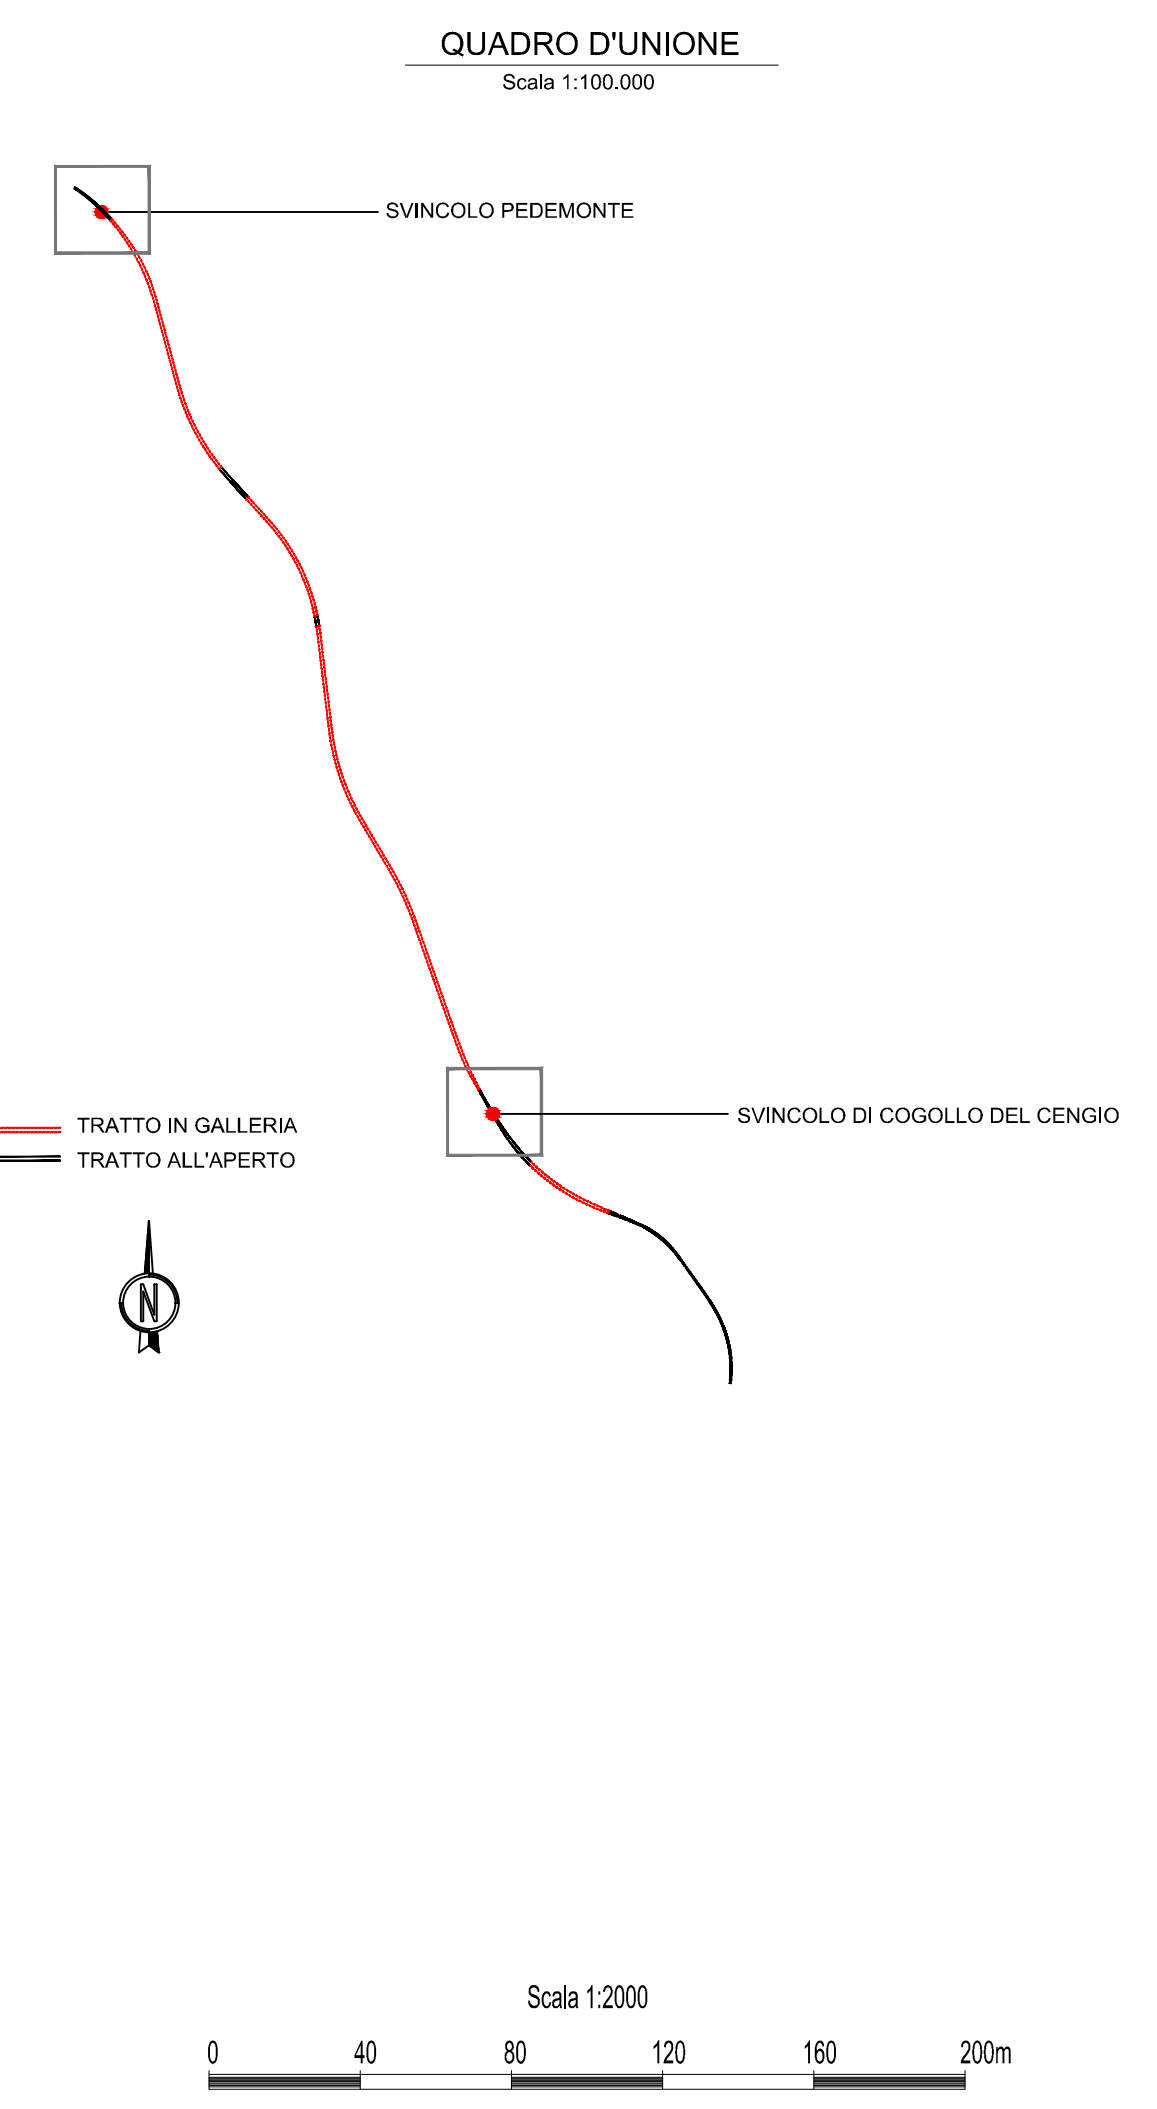 QUADRO D'UNIONE
Scala 1:100.000
SVINCOLO PEDEMONTE
SVINCOLO DI COGOLLO DEL CENGIO
TRATTO IN GALLERIA
TRATTO ALL'APERTO
N
Scala 1:2000
0 40 80 120 160 200m